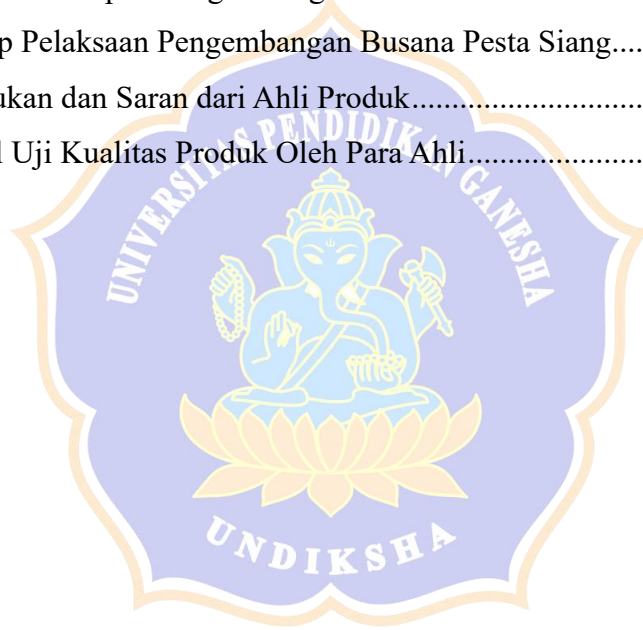 p Pelaksaan Pengembangan Busana Pesta Siang....
ukan dan Saran dari Ahli Produk............................
l Uji Kualitas Produk Oleh Para Ahli......................
UNIVERSITAS PENDIDIKAN GANESHA
UNDIKSHA